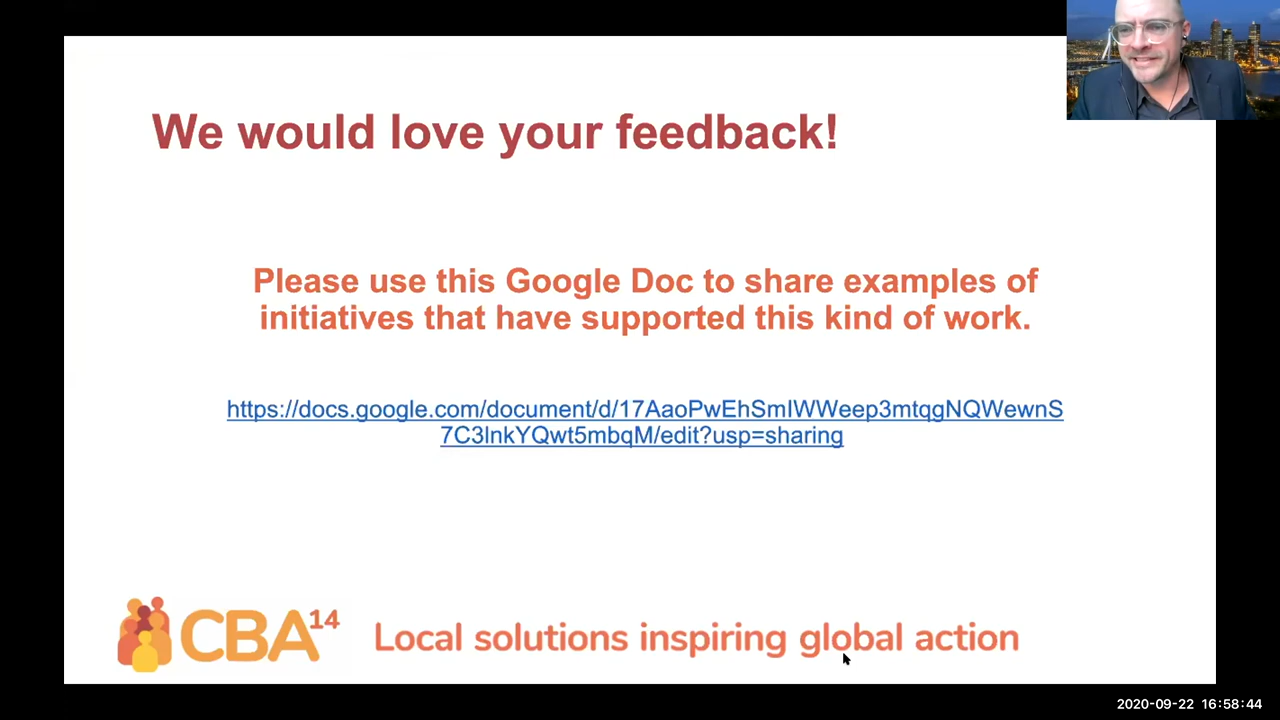 We would love your feedback!
Please use this Google Doc to share examples of
initiatives that have supported this kind of work.
https://docs.google.com/document/d/17AaoPwEhSmIWWeep3mtqgNQWewnS
7C3lnkYQwt5mbqM/edit?usp=sharing
CBA14 Local solutions inspiring global action
2020-09-22 16:58:44